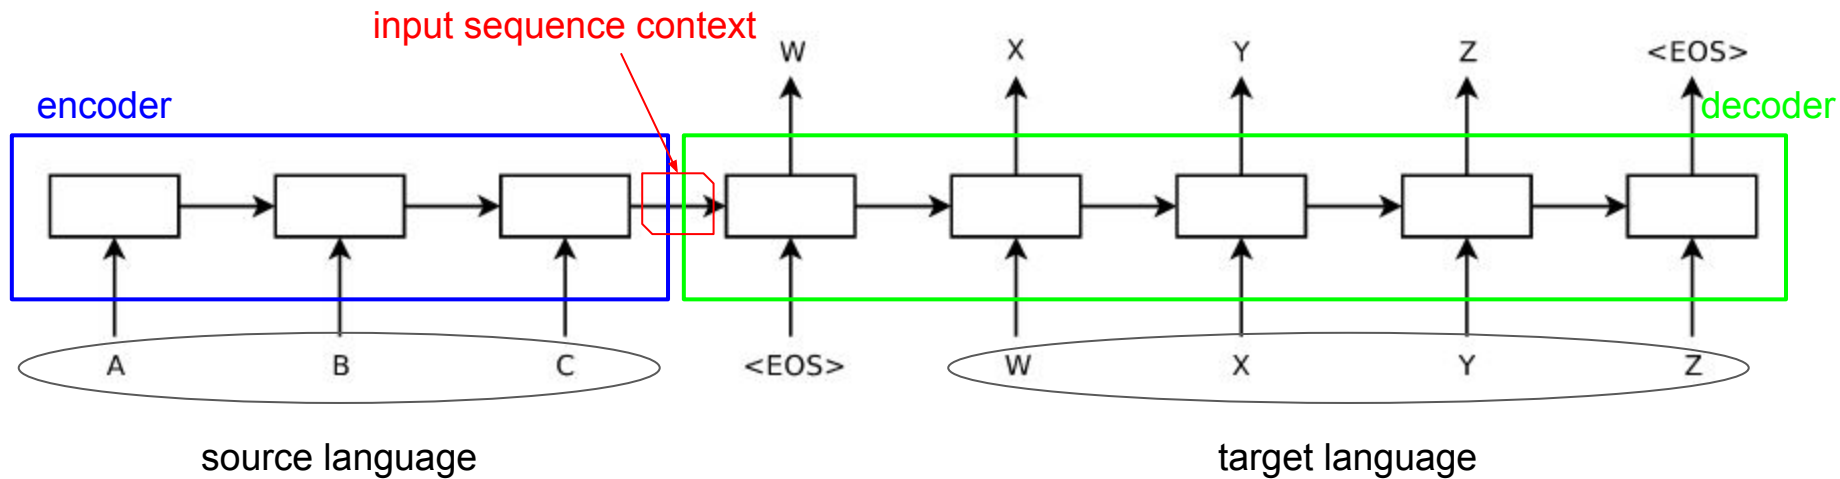 input sequence context
W X Y Z <EOS>
encoder
decoder
A B C <EOS> W X Y Z
source language
target language